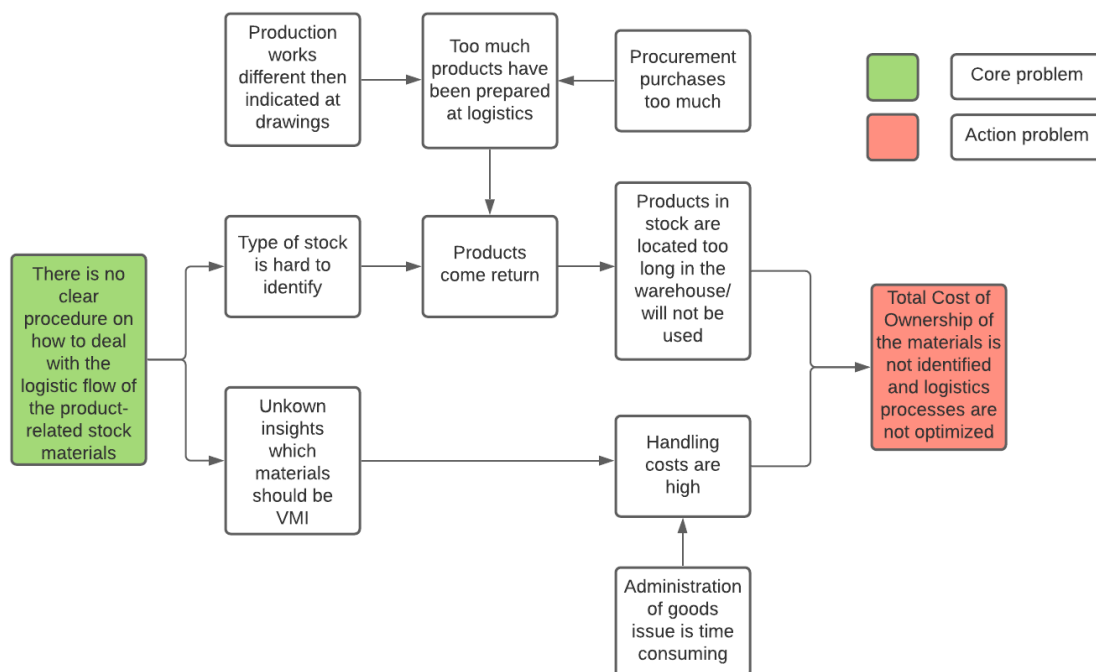 Production
works
different then
indicated at
drawings
Too much
products have
been prepared
at logistics
Procurement
purchases
too much
Core problem
Action problem
There is no
clear
procedure on
how to deal
with the
logistic flow of
the product-
related stock
materials
Type of stock
is hard to
identify
Products
come return
Products in
stock are
located too
long in the
warehouse/
will not be
used
Total Cost of
Ownership of
the materials is
not identified
and logistics
processes are
not optimized
Unkown
insights
which
materials
should be
VMI
Handling
costs are
high
Administration
of goods
issue is time
consuming